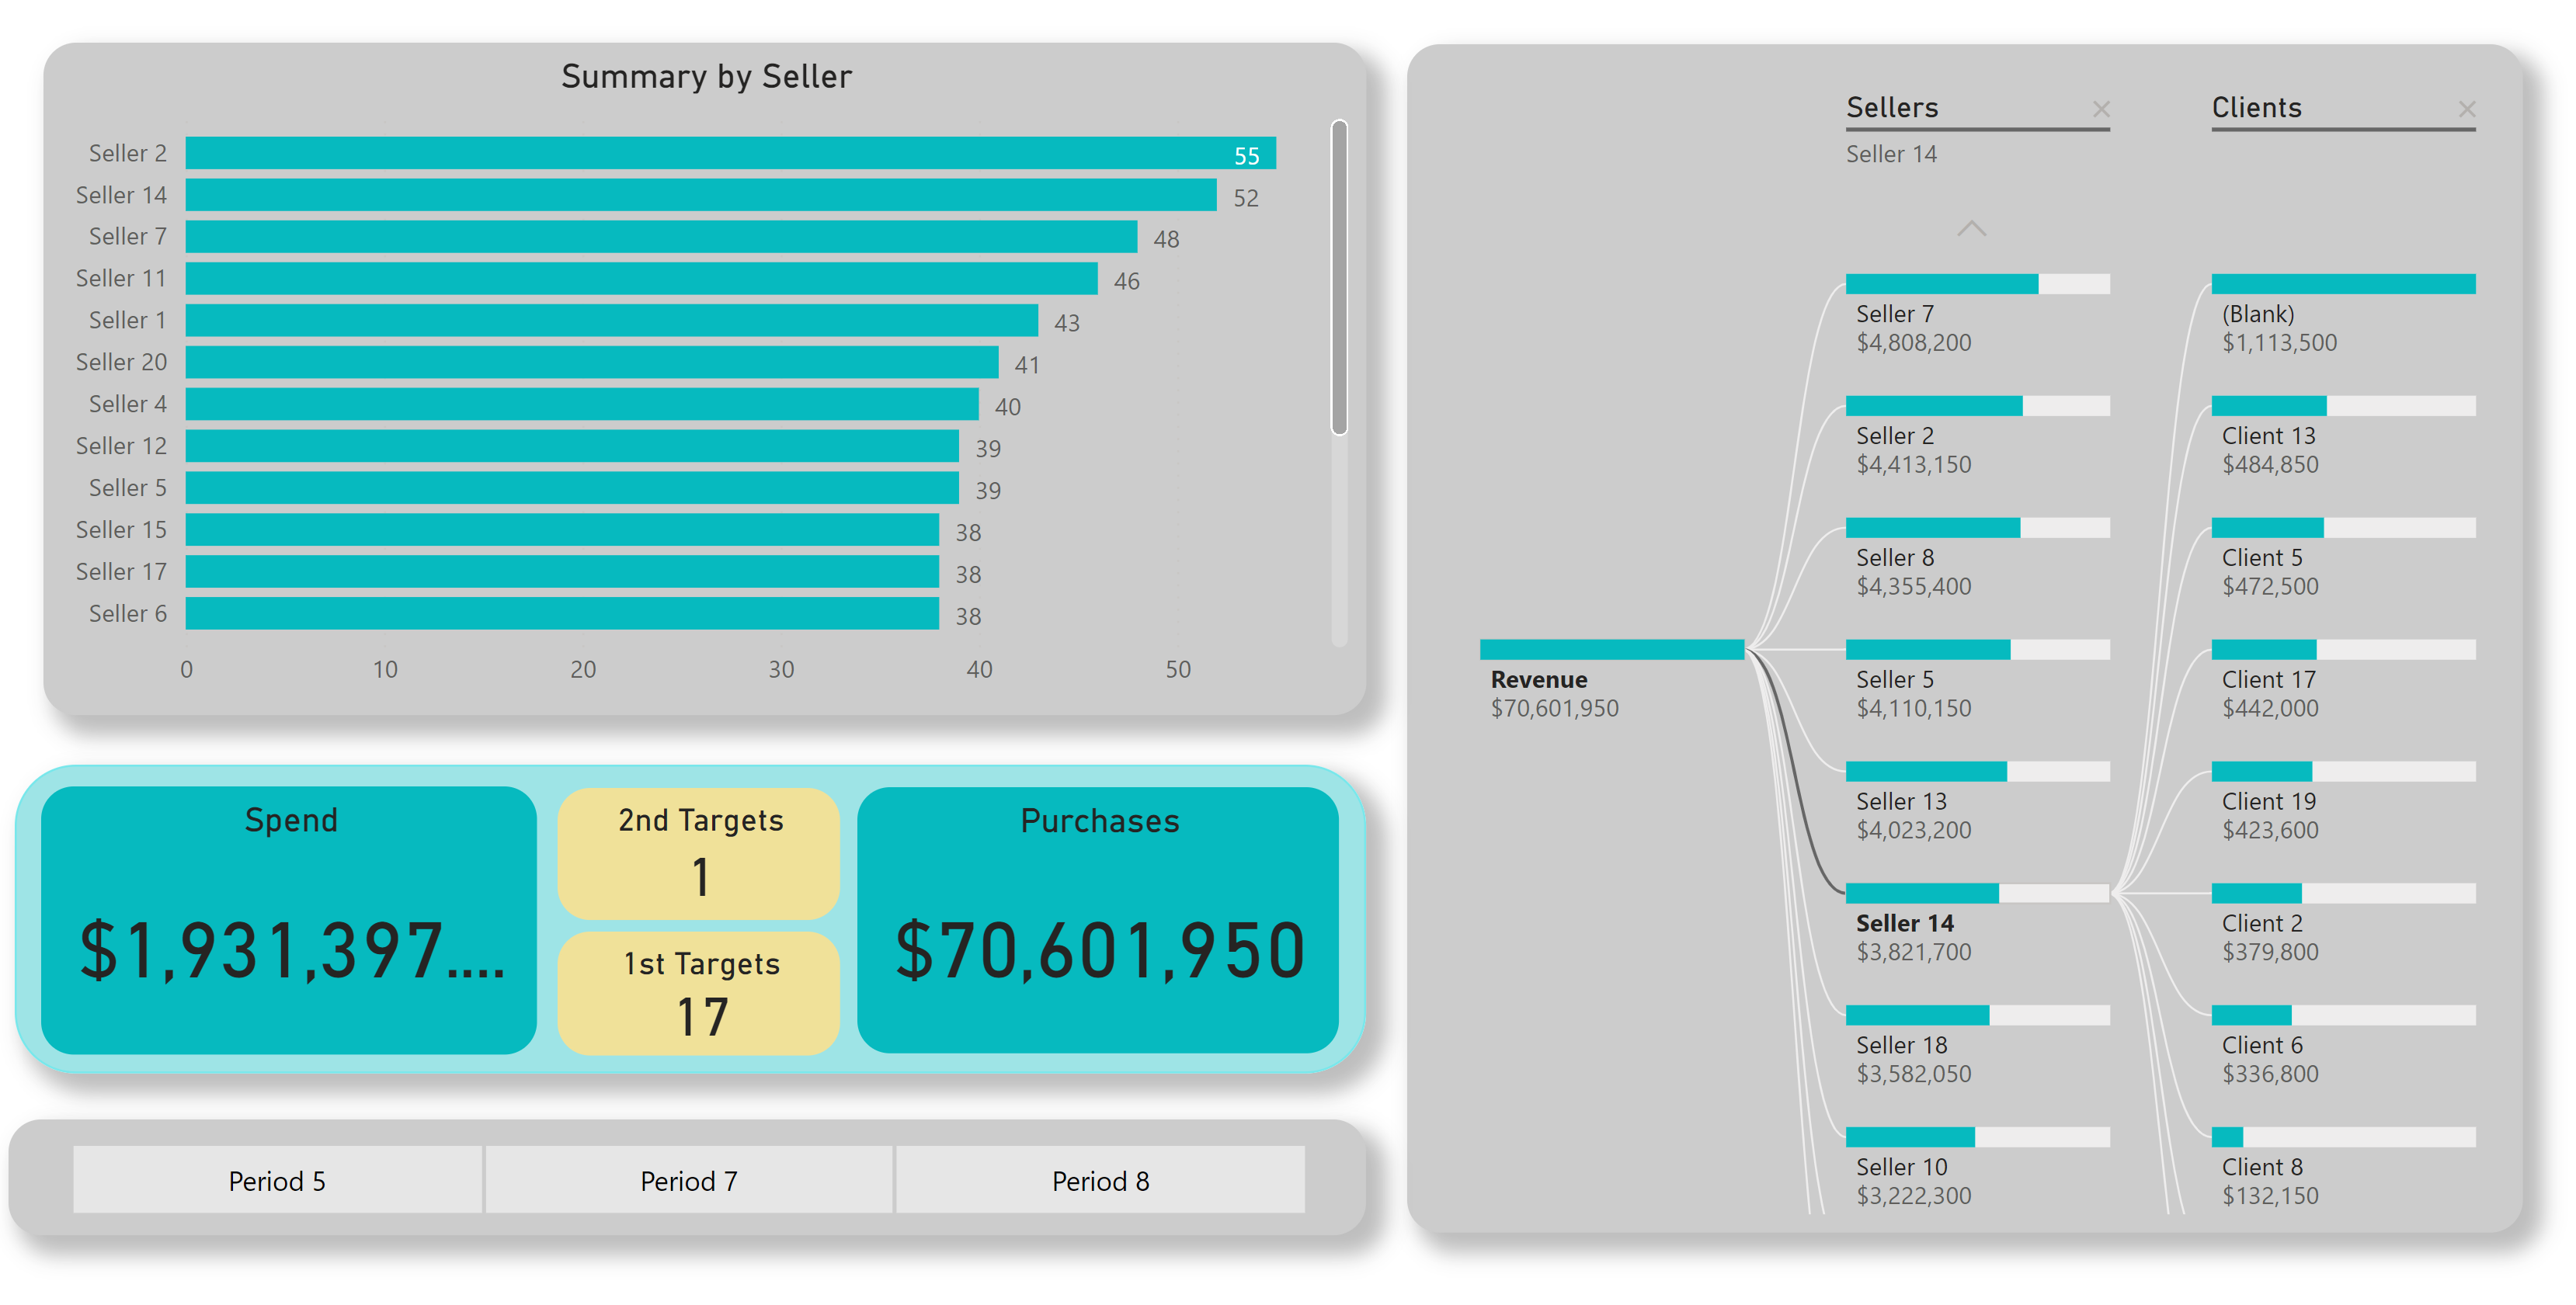 Summary by Seller
Seller 2 55
Seller 14 52
Seller 7 48
Seller 11 46
Seller 1 43
Seller 20 41
Seller 4 40
Seller 12 39
Seller 5 39
Seller 15 38
Seller 17 38
Seller 6 38
0 10 20 30 40 50
Spend
$1,931,397....
2nd Targets
1
1st Targets
17
Purchases
$70,601,950
Period 5
Period 7
Period 8
Revenue
$70,601,950
Sellers
Seller 14
Seller 7
$4,808,200
Seller 2
$4,413,150
Seller 8
$4,355,400
Seller 5
$4,110,150
Seller 13
$4,023,200
Seller 14
$3,821,700
Seller 18
$3,582,050
Seller 10
$3,222,300
Clients
(Blank)
$1,113,500
Client 13
$484,850
Client 5
$472,500
Client 17
$442,000
Client 19
$423,600
Client 2
$379,800
Client 6
$336,800
Client 8
$132,150